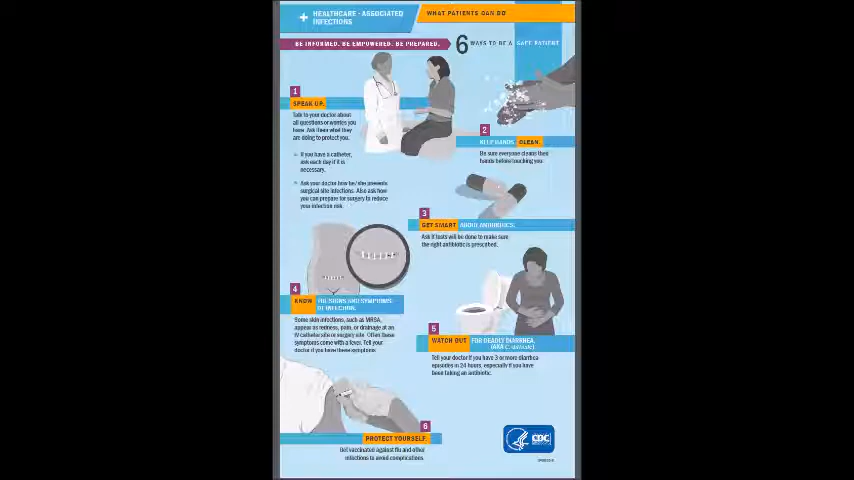 HEALTHCARE - ASSOCIATED
INFECTIONS
WHAT PATIENTS CAN DO
BE INFORMED. BE EMPOWERED. BE PREPARED.
6 WAYS TO BE A SAFE PATIENT
1
SPEAK UP.
Talk to your doctor about
all questions or worries you
have. Ask them what they
are doing to protect you.
If you have a catheter,
ask each day if it is
necessary.
Ask your doctor how he/she prevents
surgical site infections. Also ask how
you can prepare for surgery to reduce
your infection risk.
2
KEEP HANDS CLEAN.
Be sure everyone cleans their
hands before touching you.
3
GET SMART ABOUT ANTIBIOTICS.
Ask if tests will be done to make sure
the right antibiotic is prescribed.
4
KNOW THE SIGNS AND SYMPTOMS
OF INFECTION.
Some skin infections, such as MRSA,
appear as redness, pain, or drainage at an
IV catheter site or surgery site. Often these
symptoms come with a fever. Tell your
doctor if you have these symptoms.
5
WATCH OUT FOR DEADLY DIARRHEA.
(AKA C. difficile)
Tell your doctor if you have 3 or more diarrhea
episodes in 24 hours, especially if you have
been taking an antibiotic.
6
PROTECT YOURSELF.
Get vaccinated against flu and other
infections to avoid complications.
CDC